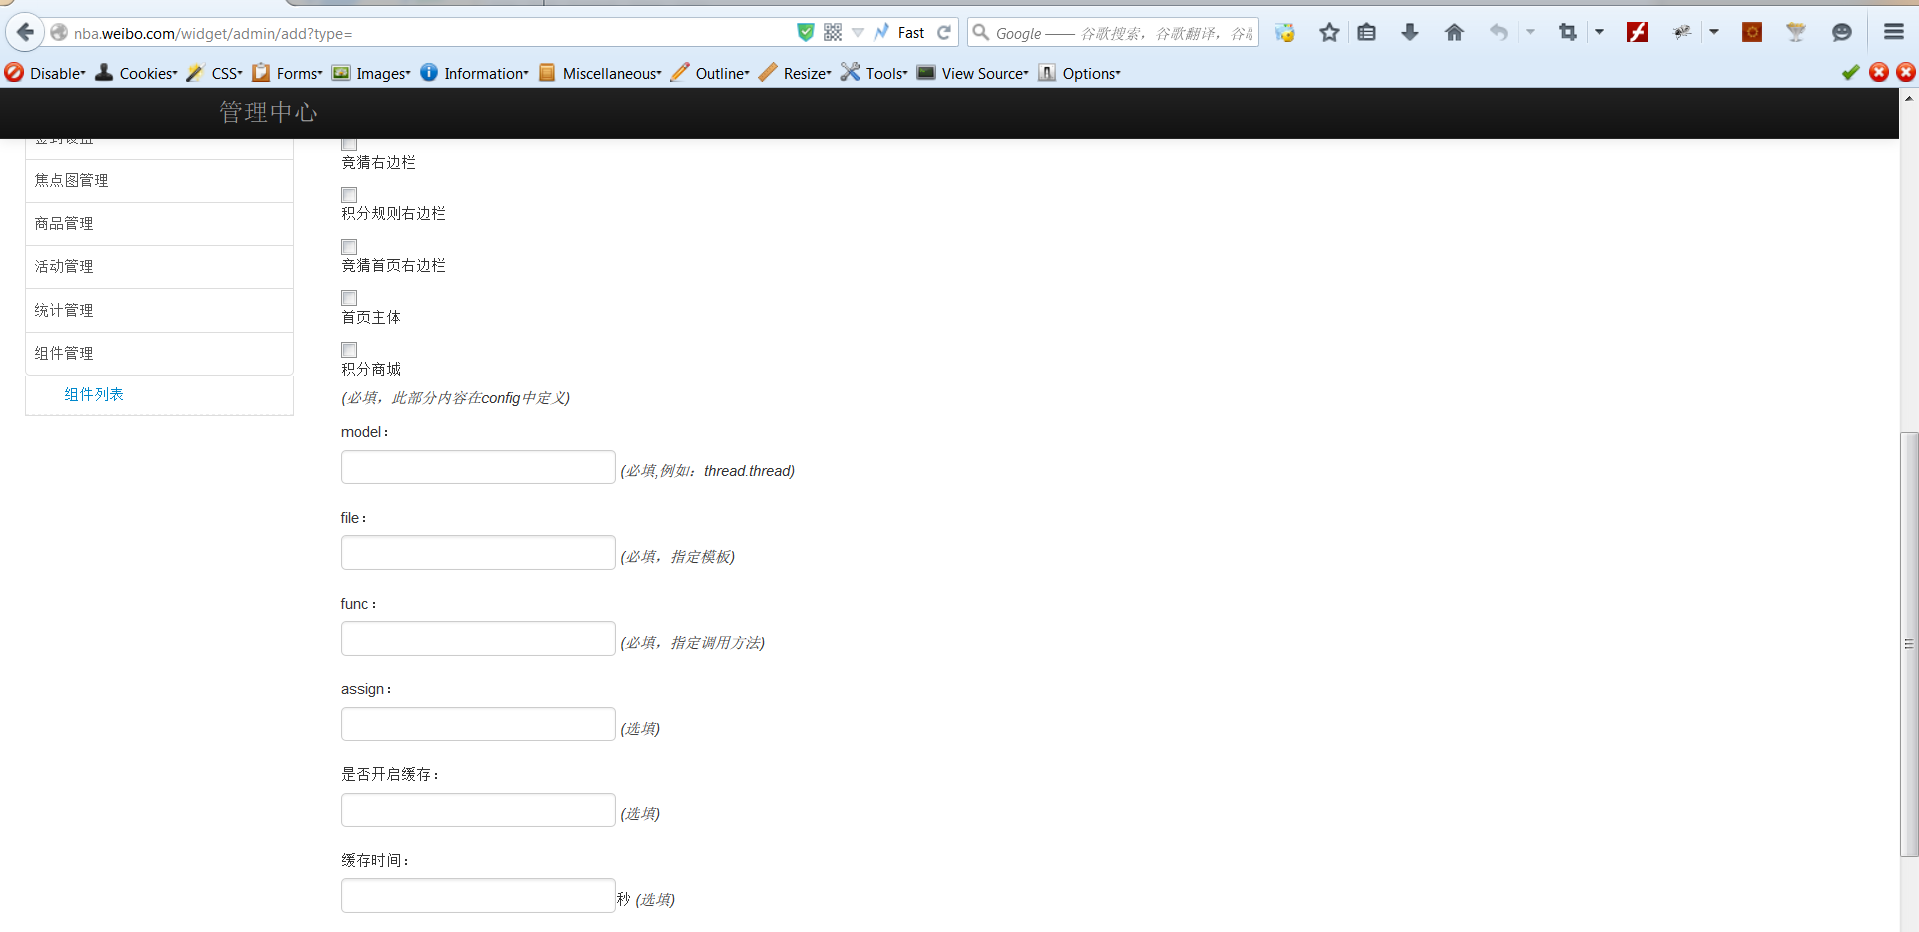 nba.weibo.com/widget/admin/add?type=
Fast
Google —— 谷歌搜索，谷歌翻译，谷
Disable Cookies CSS Forms Images Information Miscellaneous Outline Resize Tools View Source Options
管理中心
焦点图管理
商品管理
活动管理
统计管理
组件管理
组件列表
竞猜右边栏
积分规则右边栏
竞猜首页右边栏
首页主体
积分商城
(必填，此部分内容在config中定义)
model：
(必填,例如：thread.thread)
file：
(必填，指定模板)
func：
(必填，指定调用方法)
assign：
(选填)
是否开启缓存：
(选填)
缓存时间：
秒 (选填)